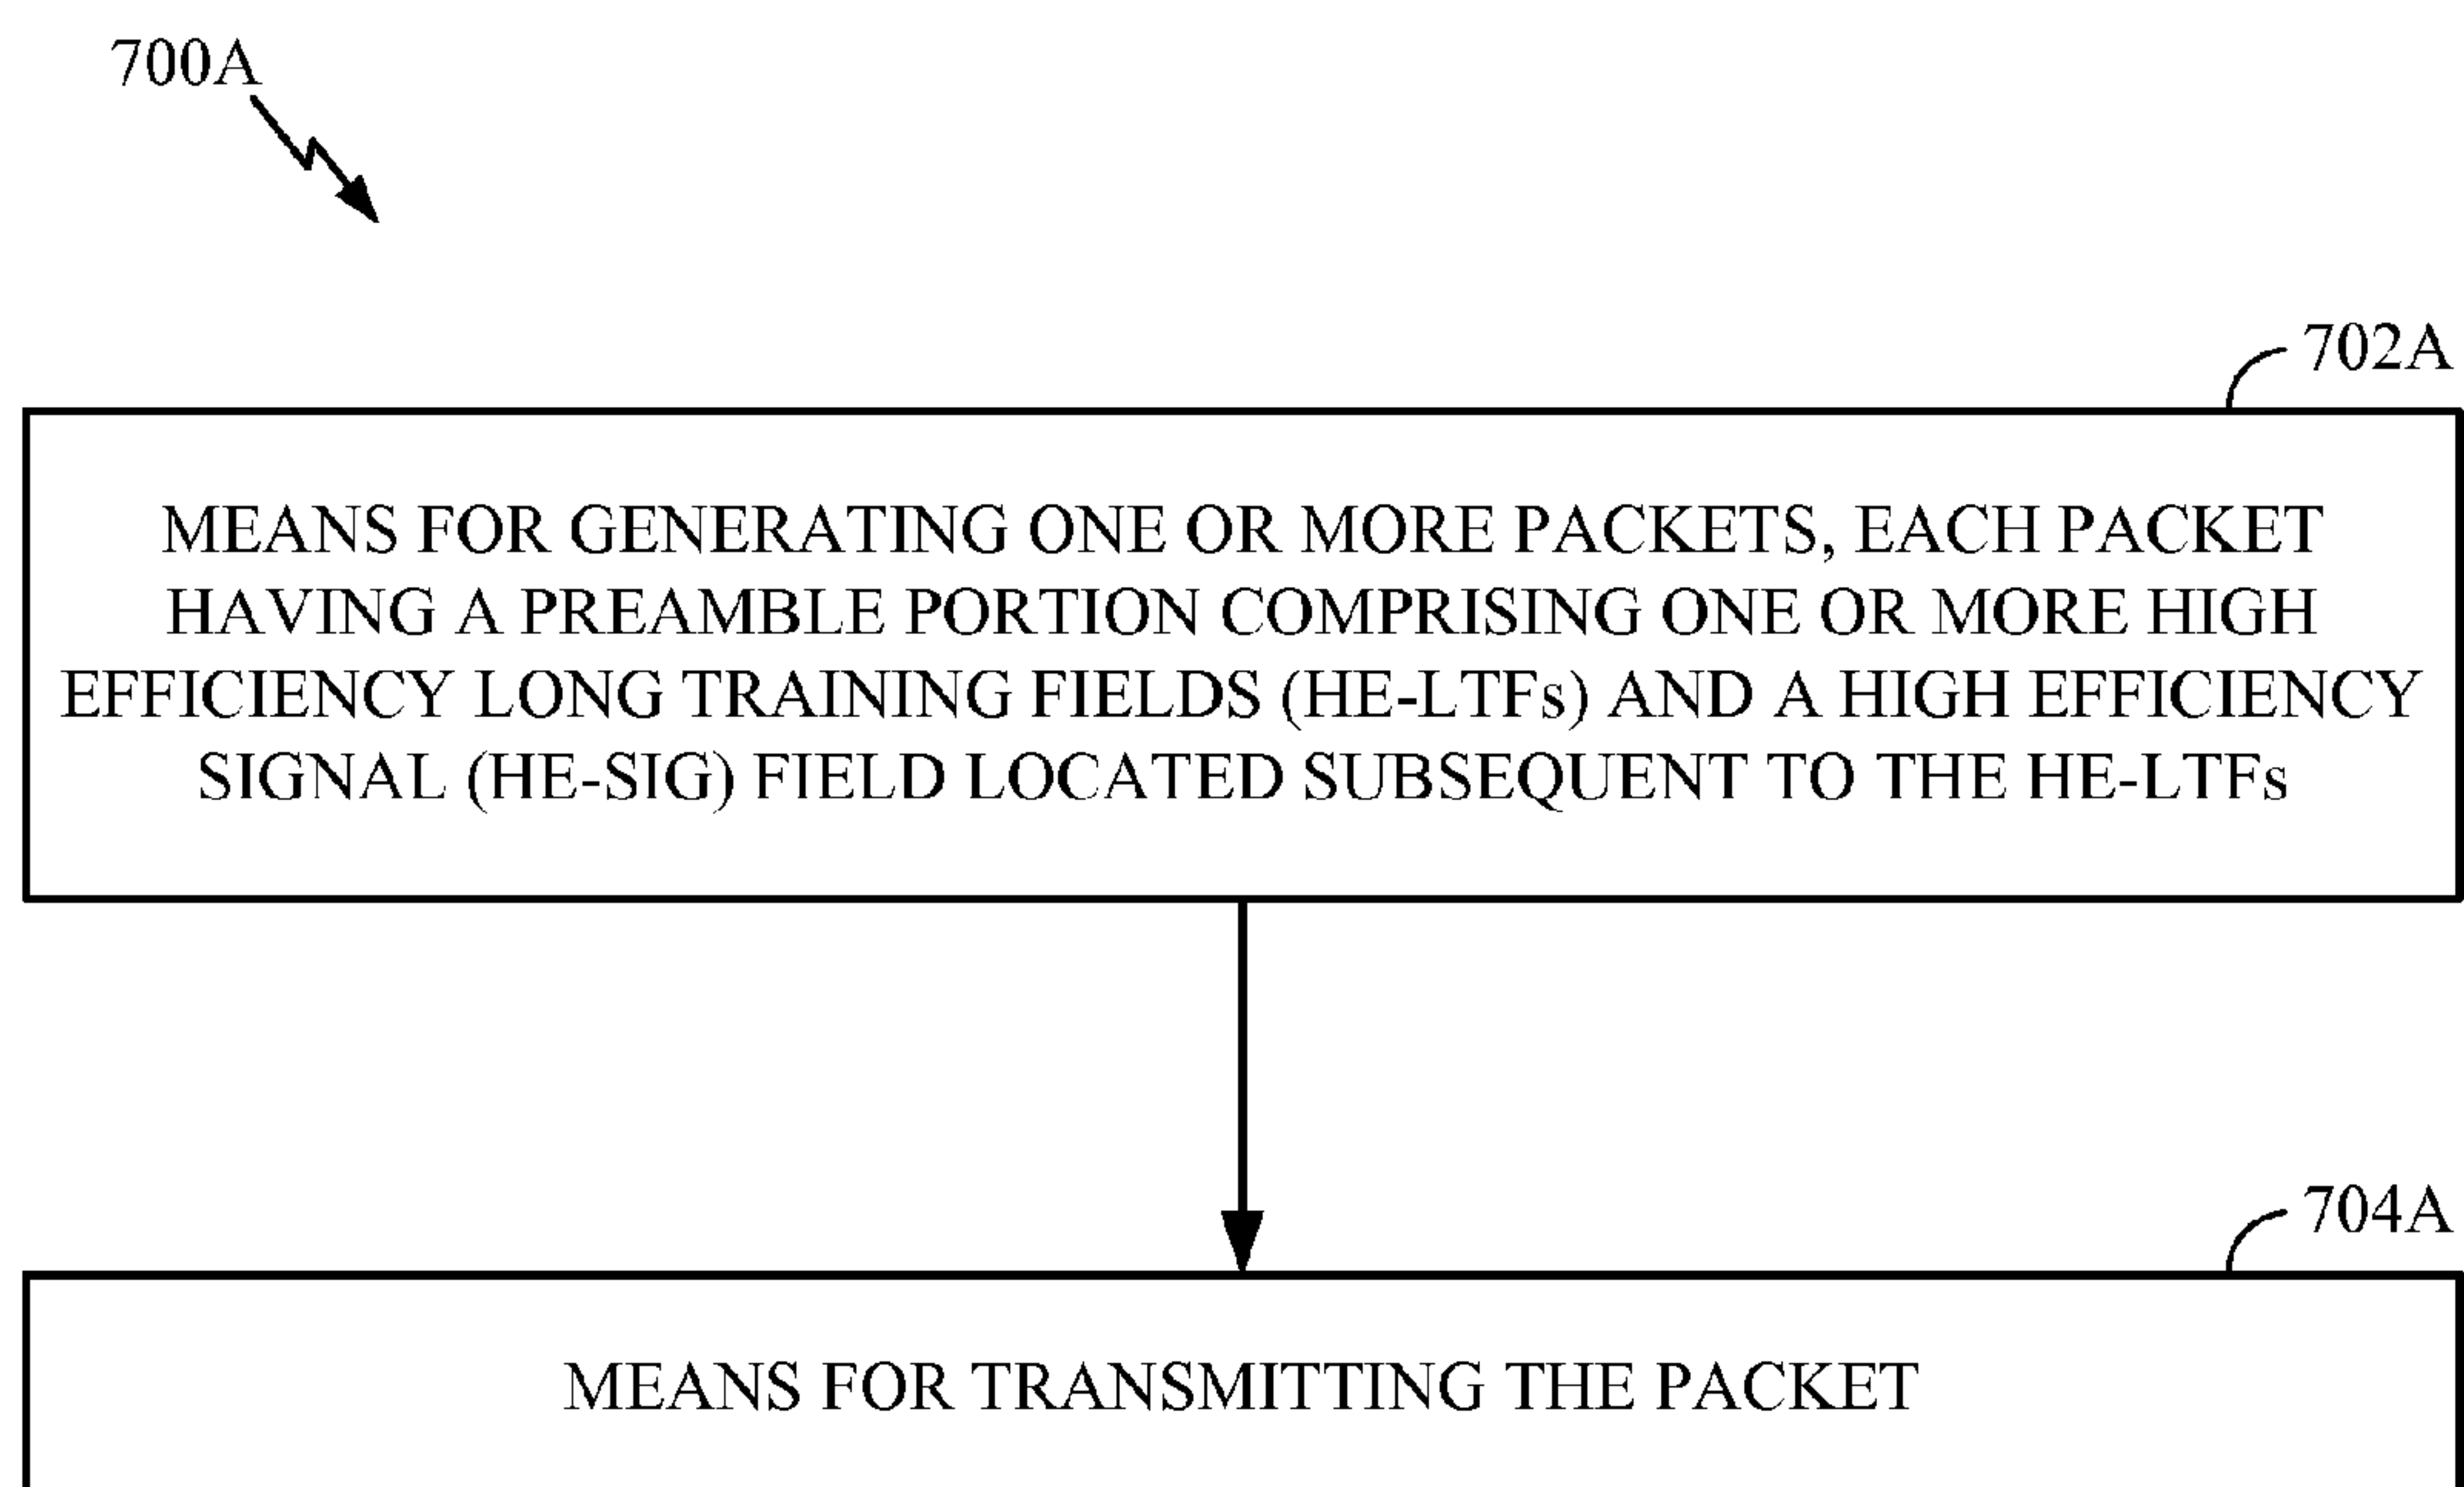 700A
702A
MEANS FOR GENERATING ONE OR MORE PACKETS, EACH PACKET
HAVING A PREAMBLE PORTION COMPRISING ONE OR MORE HIGH
EFFICIENCY LONG TRAINING FIELDS (HE-LTFs) AND A HIGH EFFICIENCY
SIGNAL (HE-SIG) FIELD LOCATED SUBSEQUENT TO THE HE-LTFs
704A
MEANS FOR TRANSMITTING THE PACKET